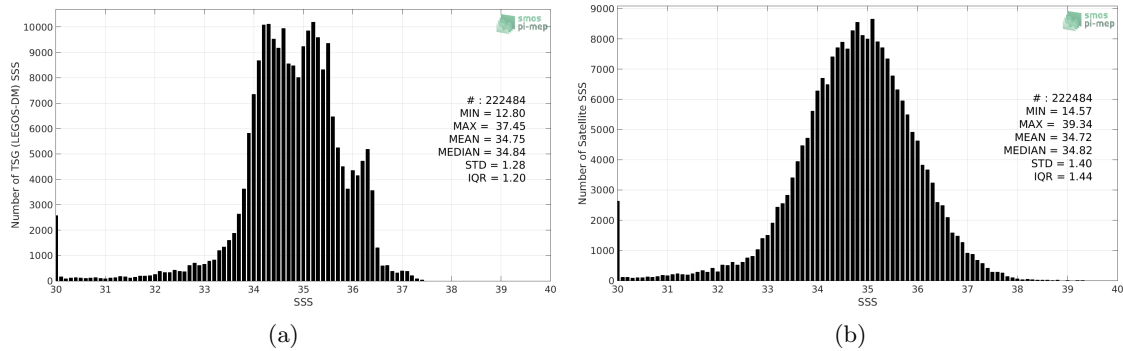 Number of TSG (LEGOS-DM) SSS
10000
9000
8000
7000
6000
5000
4000
3000
2000
1000
0
30 31 32 33 34 35 36 37 38 39 40
SSS
smos
pi-mep
# : 222484
MIN = 12.80
MAX = 37.45
MEAN = 34.75
MEDIAN = 34.84
STD = 1.28
IQR = 1.20
(a)
Number of Satellite SSS
9000
8000
7000
6000
5000
4000
3000
2000
1000
0
30 31 32 33 34 35 36 37 38 39 40
SSS
smos
pi-mep
# : 222484
MIN = 14.57
MAX = 39.34
MEAN = 34.72
MEDIAN = 34.82
STD = 1.40
IQR = 1.44
(b)